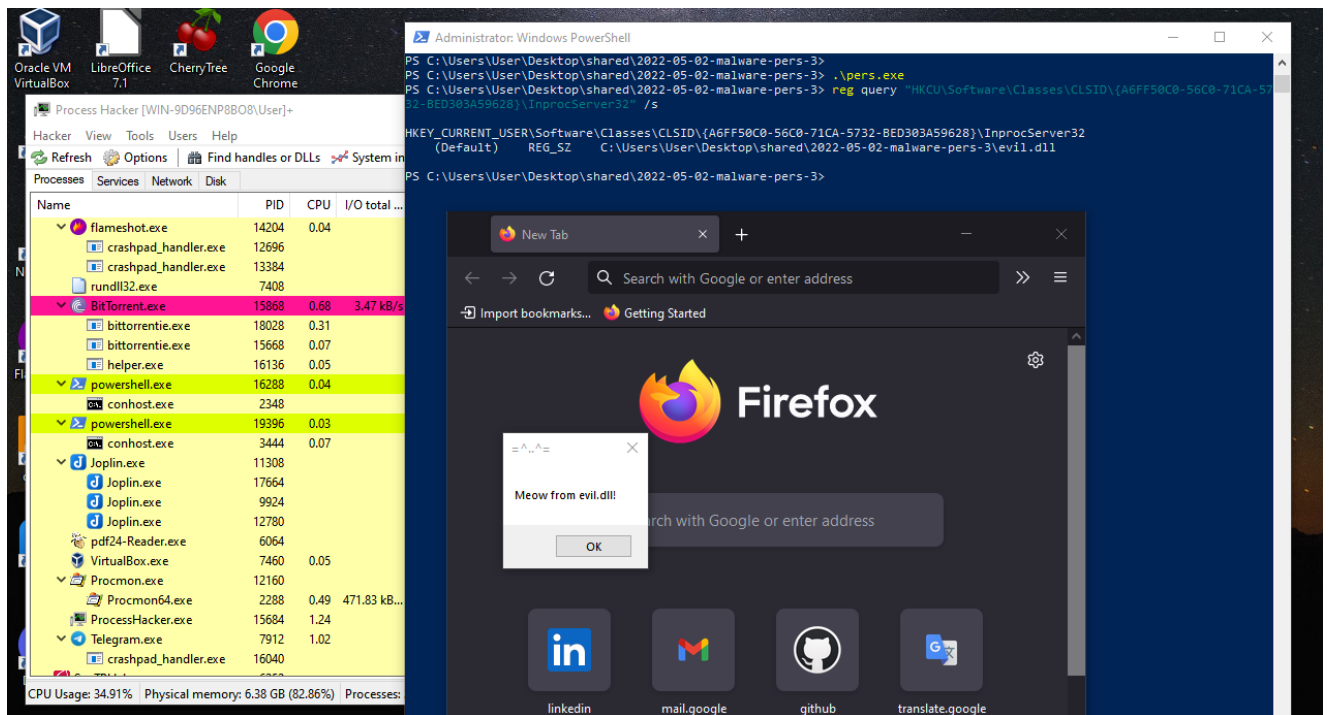 Oracle VM
VirtualBox
LibreOffice
7.1
CherryTree
Google
Chrome
Process Hacker [WIN-9D96ENP8BO8\User]+
Hacker View Tools Users Help
Refresh Options Find handles or DLLs System in
Processes Services Network Disk
Name PID CPU I/O total ...
flameshot.exe 14204 0.04
crashpad_handler.exe 12696
crashpad_handler.exe 13384
rundll32.exe 7408
BitTorrent.exe 15868 0.68 3.47 kB/s
bittorrentie.exe 18028 0.31
bittorrentie.exe 15668 0.07
helper.exe 16136 0.05
powershell.exe 16288 0.04
conhost.exe 2348
powershell.exe 19396 0.03
conhost.exe 3444 0.07
Joplin.exe 11308
Joplin.exe 17664
Joplin.exe 9924
Joplin.exe 12780
pdf24-Reader.exe 6064
VirtualBox.exe 7460 0.05
Procmon.exe 12160
Procmon64.exe 2288 0.49 471.83 kB...
ProcessHacker.exe 15684 1.24
Telegram.exe 7912 1.02
crashpad_handler.exe 16040
CPU Usage: 34.91% Physical memory: 6.38 GB (82.86%) Processes:
Administrator: Windows PowerShell
PS C:\Users\User\Desktop\shared\2022-05-02-malware-pers-3>
PS C:\Users\User\Desktop\shared\2022-05-02-malware-pers-3> .\pers.exe
PS C:\Users\User\Desktop\shared\2022-05-02-malware-pers-3> reg query "HKCU\Software\Classes\CLSID\{A6FF50C0-56C0-71CA-57
32-BED303A59628}\InprocServer32" /s
HKEY_CURRENT_USER\Software\Classes\CLSID\{A6FF50C0-56C0-71CA-5732-BED303A59628}\InprocServer32
(Default) REG_SZ C:\Users\User\Desktop\shared\2022-05-02-malware-pers-3\evil.dll
PS C:\Users\User\Desktop\shared\2022-05-02-malware-pers-3>
New Tab
Search with Google or enter address
Import bookmarks... Getting Started
Firefox
=^..^=
Meow from evil.dll!
OK
arch with Google or enter address
linkedin mail.google github translate.google